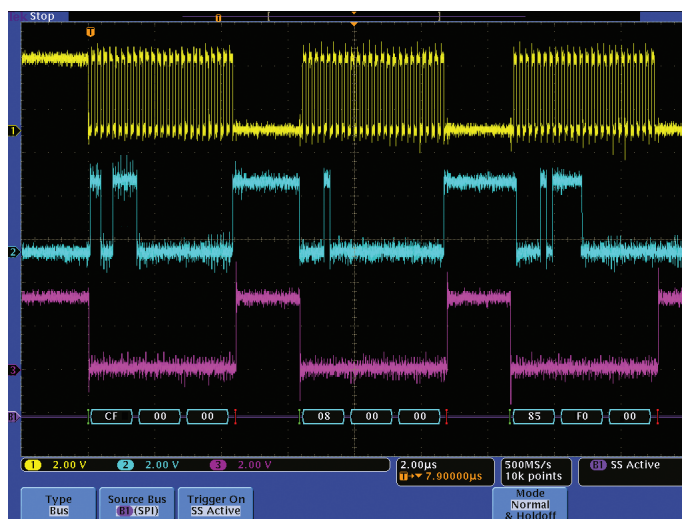 Stop
T
1
2
3
B1 CF 00 00 08 00 00 85 F0 00
1 2.00 V 2 2.00 V 3 2.00 V 2.00µs 500MS/s B1 SS Active
T→▼ 7.90000µs 10k points
Type Source Bus Trigger On Mode
Bus B1 (SPI) SS Active Normal
& Holdoff